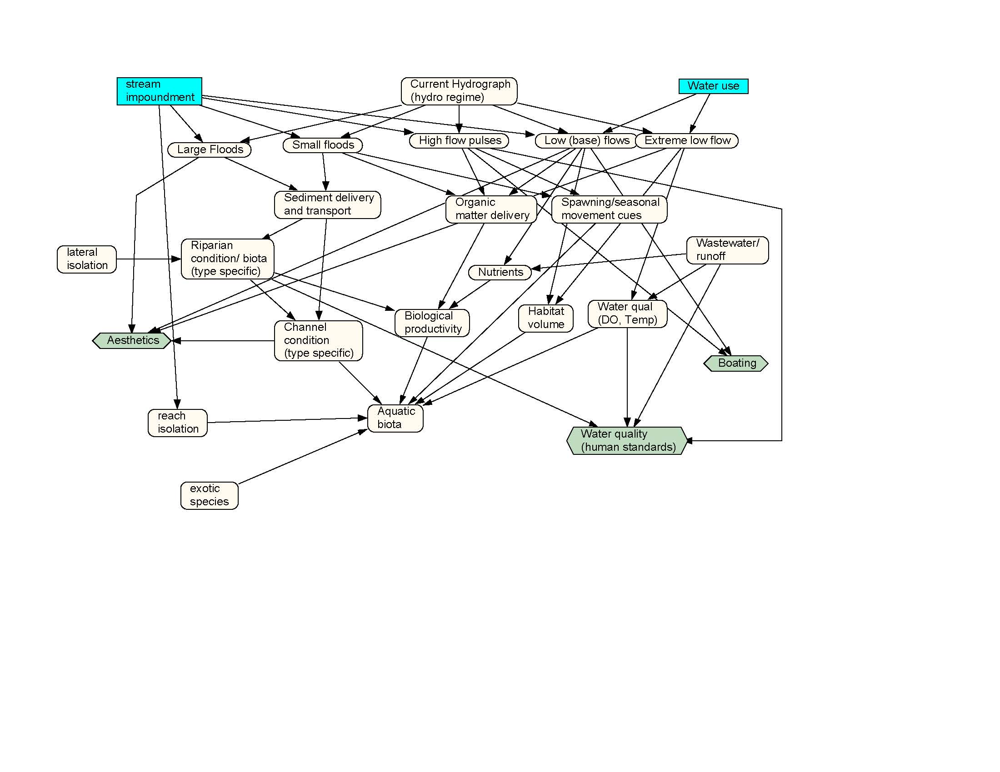 stream
impoundment
Current Hydrograph
(hydro regime)
Water use
Large Floods
Small floods
High flow pulses
Low (base) flows
Extreme low flow
Sediment delivery
and transport
Organic
matter delivery
Spawning/seasonal
movement cues
lateral
isolation
Riparian
condition/ biota
(type specific)
Nutrients
Wastewater/
runoff
Aesthetics
Channel
condition
(type specific)
Biological
productivity
Habitat
volume
Water qual
(DO, Temp)
Boating
reach
isolation
Aquatic
biota
Water quality
(human standards)
exotic
species